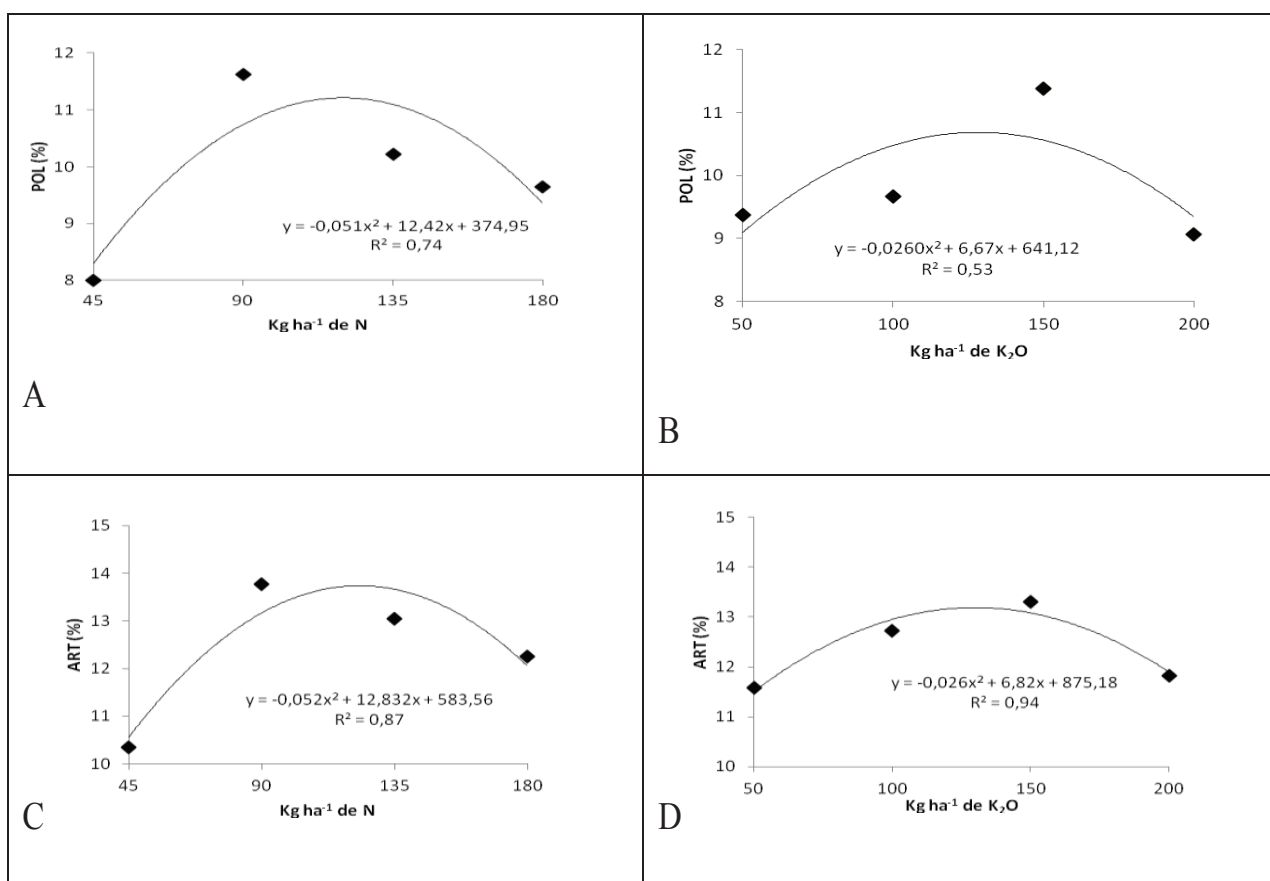 12
11
10
9
8
POL (%)
y = -0,051x² + 12,42x + 374,95
R² = 0,74
45
90
135
180
Kg ha⁻¹ de N
A
12
11
10
9
8
POL (%)
y = -0,0260x² + 6,67x + 641,12
R² = 0,53
50
100
150
200
Kg ha⁻¹ de K₂O
B
15
14
13
12
11
10
ART (%)
y = -0,052x² + 12,832x + 583,56
R² = 0,87
45
90
135
180
Kg ha⁻¹ de N
C
15
14
13
12
11
10
ART (%)
y = -0,026x² + 6,82x + 875,18
R² = 0,94
50
100
150
200
Kg ha⁻¹ de K₂O
D